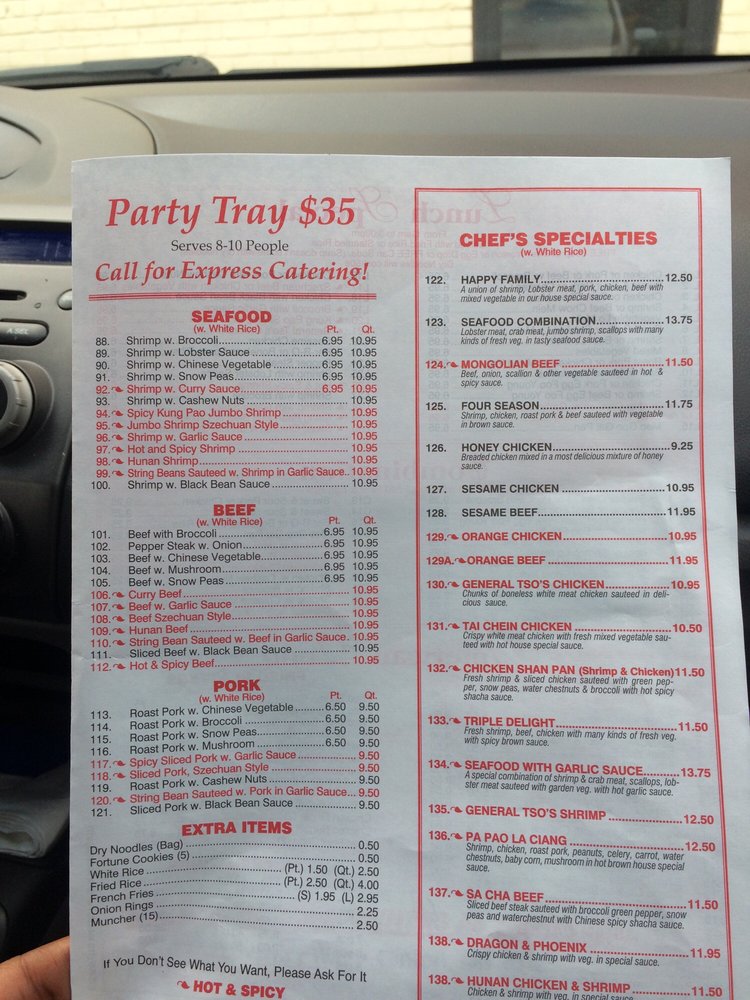 Party Tray $35
Serves 8-10 People
Call for Express Catering!
SEAFOOD
(w. White Rice) Pt. Qt.
88. Shrimp w. Broccoli 6.95 10.95
89. Shrimp w. Lobster Sauce 6.95 10.95
90. Shrimp w. Chinese Vegetable 6.95 10.95
91. Shrimp w. Snow Peas 6.95 10.95
92. Shrimp w. Curry Sauce 6.95 10.95
93. Shrimp w. Cashew Nuts 10.95
94. Spicy Kung Pao Jumbo Shrimp 10.95
95. Jumbo Shrimp Szechuan Style 10.95
96. Shrimp w. Garlic Sauce 10.95
97. Hot and Spicy Shrimp 10.95
98. Hunan Shrimp 10.95
99. String Beans Sauteed w. Shrimp in Garlic Sauce 10.95
100. Shrimp w. Black Bean Sauce 10.95
BEEF
(w. White Rice) Pt. Qt.
101. Beef with Broccoli 6.95 10.95
102. Pepper Steak w. Onion 6.95 10.95
103. Beef w. Chinese Vegetable 6.95 10.95
104. Beef w. Mushroom 6.95 10.95
105. Beef w. Snow Peas 6.95 10.95
106. Curry Beef 10.95
107. Beef w. Garlic Sauce 10.95
108. Beef Szechuan Style 10.95
109. Hunan Beef 10.95
110. String Bean Sauteed w. Beef in Garlic Sauce 10.95
111. Sliced Beef w. Black Bean Sauce 10.95
112. Hot & Spicy Beef 10.95
PORK
(w. White Rice) Pt. Qt.
113. Roast Pork w. Chinese Vegetable 6.50 9.50
114. Roast Pork w. Broccoli 6.50 9.50
115. Roast Pork w. Snow Peas 6.50 9.50
116. Roast Pork w. Mushroom 6.50 9.50
117. Spicy Sliced Pork w. Garlic Sauce 9.50
118. Sliced Pork, Szechuan Style 9.50
119. Roast Pork w. Cashew Nuts 9.50
120. String Bean Sauteed w. Pork in Garlic Sauce 9.50
121. Sliced Pork w. Black Bean Sauce 9.50
EXTRA ITEMS
Dry Noodles (Bag) 0.50
Fortune Cookies (5) 0.50
White Rice (Pt.) 1.50 (Qt.) 2.50
Fried Rice (Pt.) 2.50 (Qt.) 4.00
French Fries (S) 1.95 (L) 2.95
Onion Rings 2.25
Muncher (15) 2.50
If You Don't See What You Want, Please Ask For It
HOT & SPICY
CHEF'S SPECIALTIES
(w. White Rice)
122. HAPPY FAMILY 12.50
A union of shrimp, Lobster meat, pork, chicken, beef with
mixed vegetable in our house special sauce.
123. SEAFOOD COMBINATION 13.75
Lobster meat, crab meat, jumbo shrimp, scallops with many
kinds of fresh veg. in tasty seafood sauce.
124. MONGOLIAN BEEF 11.50
Beef, onion, scallion & other vegetable sauteed in hot &
spicy sauce.
125. FOUR SEASON 11.75
Shrimp, chicken, roast pork & beef sauteed with vegetable
in brown sauce.
126. HONEY CHICKEN 9.25
Breaded chicken mixed in a most delicious mixture of honey
sauce.
127. SESAME CHICKEN 10.95
128. SESAME BEEF 11.95
129. ORANGE CHICKEN 10.95
129A. ORANGE BEEF 11.95
130. GENERAL TSO'S CHICKEN 10.95
Chunks of boneless white meat chicken sauteed in deli-
cious sauce.
131. TAI CHEIN CHICKEN 10.50
Crispy white meat chicken with fresh mixed vegetable sau-
teed with hot house special sauce.
132. CHICKEN SHAN PAN (Shrimp & Chicken) 11.50
Fresh shrimp & sliced chicken sauteed with green pep-
per, snow peas, water chestnuts & broccoli with hot spicy
shacha sauce.
133. TRIPLE DELIGHT 11.50
Fresh shrimp, beef, chicken with many kinds of fresh veg.
with spicy brown sauce.
134. SEAFOOD WITH GARLIC SAUCE 13.75
A special combination of shrimp & crab meat, scallops, lob-
ster meat sauteed with garden veg. with hot garlic sauce.
135. GENERAL TSO'S SHRIMP 12.50
136. PA PAO LA CIANG 12.50
Shrimp, chicken, roast pork, peanuts, celery, carrot, water
chestnuts, baby corn, mushroom in hot brown house special
sauce.
137. SA CHA BEEF 11.50
Sliced beef steak sauteed with broccoli green pepper, snow
peas and waterchestnut with Chinese spicy shacha sauce.
138. DRAGON & PHOENIX 11.95
Crispy chicken & shrimp with veg. in special sauce.
138. HUNAN CHICKEN & SHRIMP 11.50
Chicken & shrimp with veg. in special sauce
A.SEL